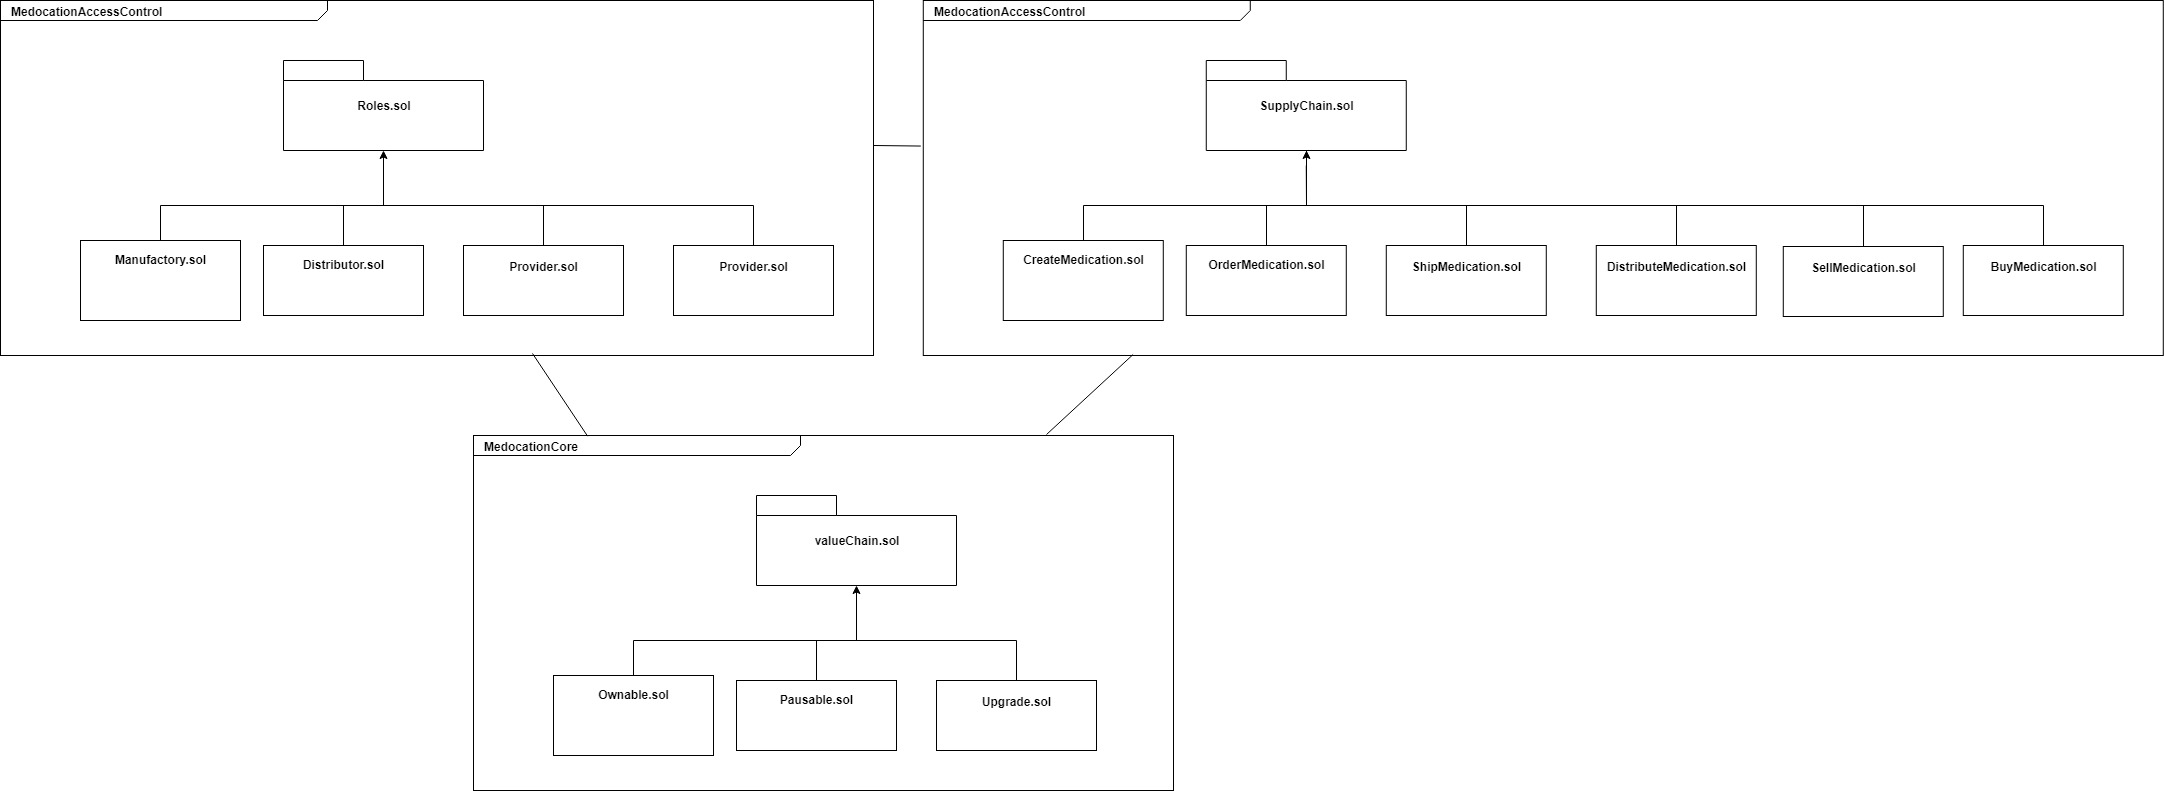 MedocationAccessControl
Roles.sol
Manufactory.sol
Distributor.sol
Provider.sol
Provider.sol
MedocationAccessControl
SupplyChain.sol
CreateMedication.sol
OrderMedication.sol
ShipMedication.sol
DistributeMedication.sol
SellMedication.sol
BuyMedication.sol
MedocationCore
valueChain.sol
Ownable.sol
Pausable.sol
Upgrade.sol